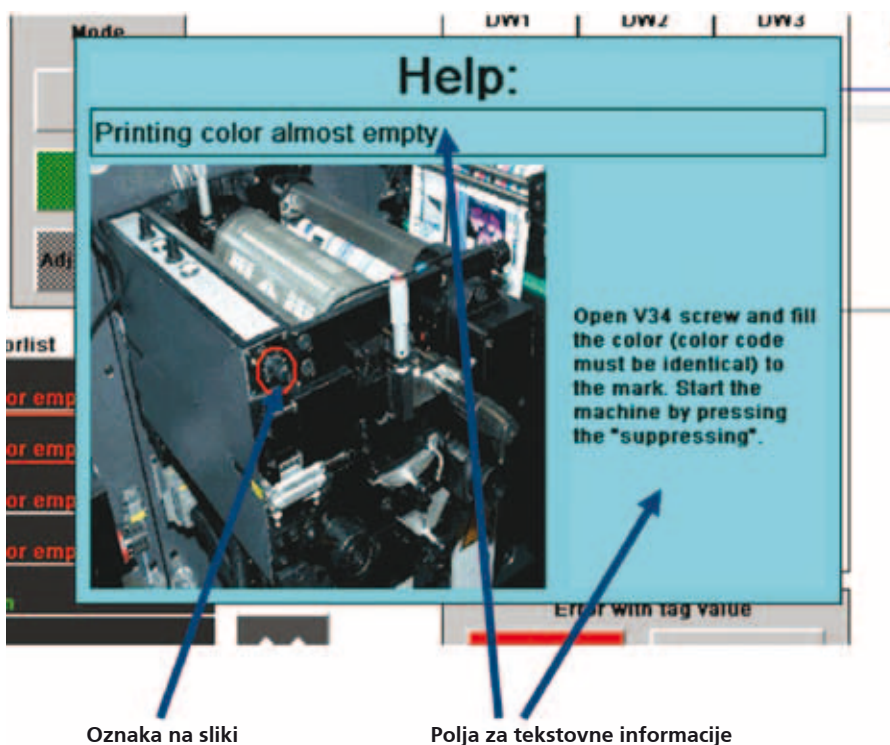 DW1 DW2 DW3
Mode
Help:
Printing color almost empty
Adj
Open V34 screw and fill
the color (color code
must be identical) to
the mark. Start the
machine by pressing
the "suppressing".
orlist
or emp
or emp
or emp
or emp
Error with tag value
Oznaka na sliki Polja za tekstovne informacije